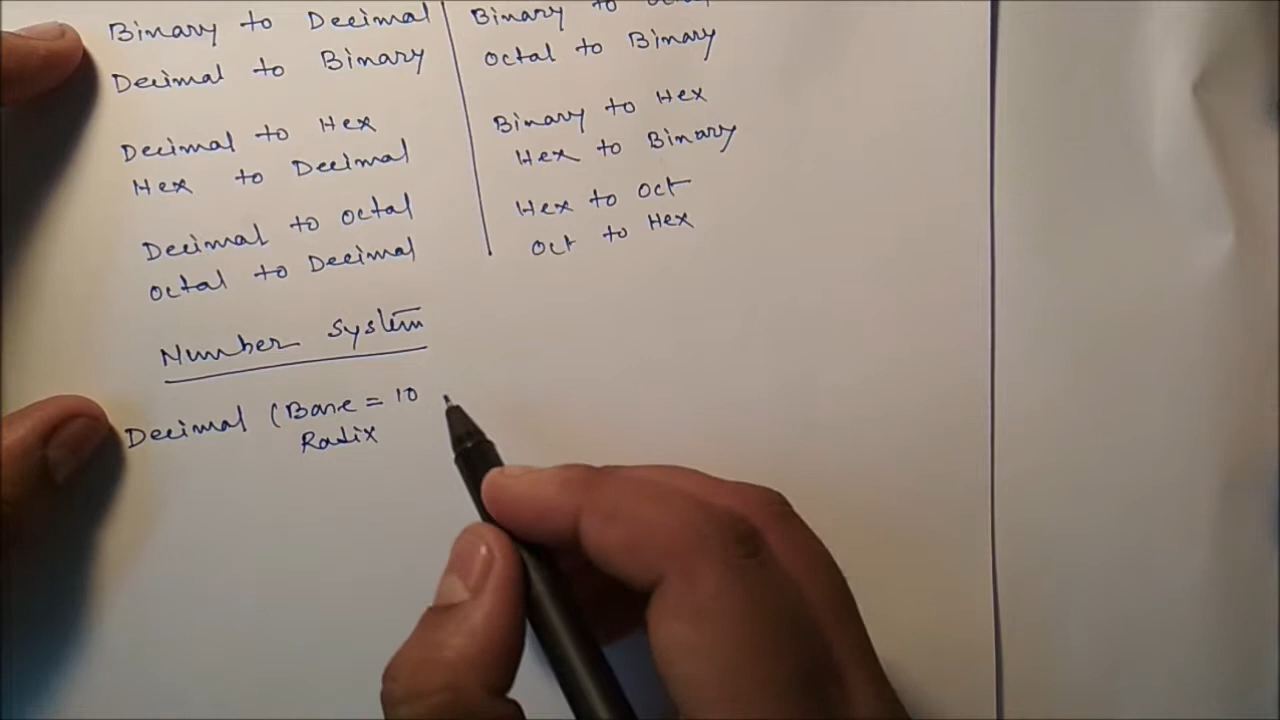 Binary to Decimal
Decimal to Binary
Decimal to Hex
Hex to Decimal
Decimal to Octal
Octal to Decimal
Binary to
Octal to Binary
Binary to Hex
Hex to Binary
Hex to Oct
Oct to Hex
Number System
Decimal (Base = 10
Radix